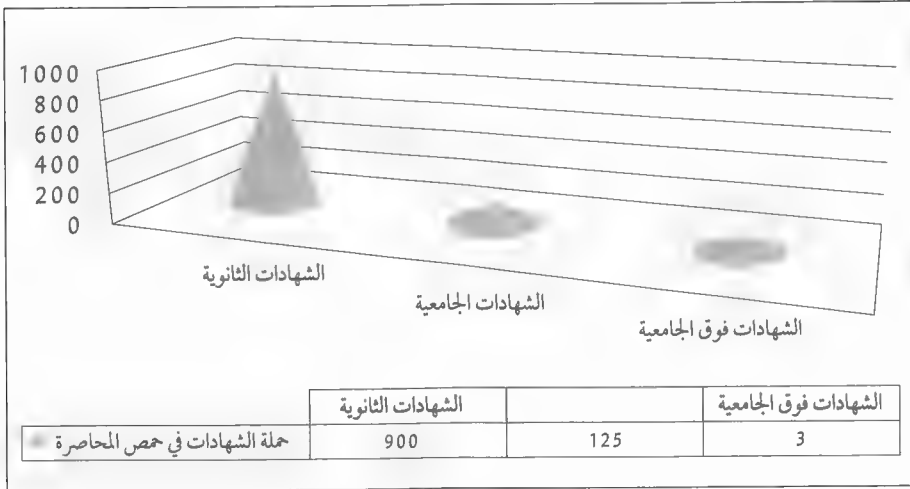 1000
800
600
400
200
0
الشهادات الثانوية
الشهادات الجامعية
الشهادات فوق الجامعية
الشهادات الثانوية الشهادات فوق الجامعية
حملة الشهادات في حمص المحاصرة 900 125 3